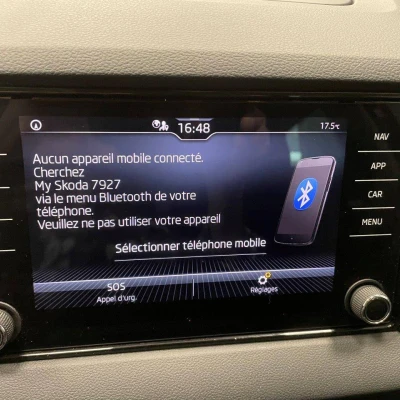 16:48
17.5℃
Aucun appareil mobile connecté.
Cherchez
My Skoda 7927
via le menu Bluetooth de votre
téléphone.
Veuillez ne pas utiliser votre appareil
Sélectionner téléphone mobile
SOS
Appel d'urg.
Réglages
NAV
APP
CAR
MENU